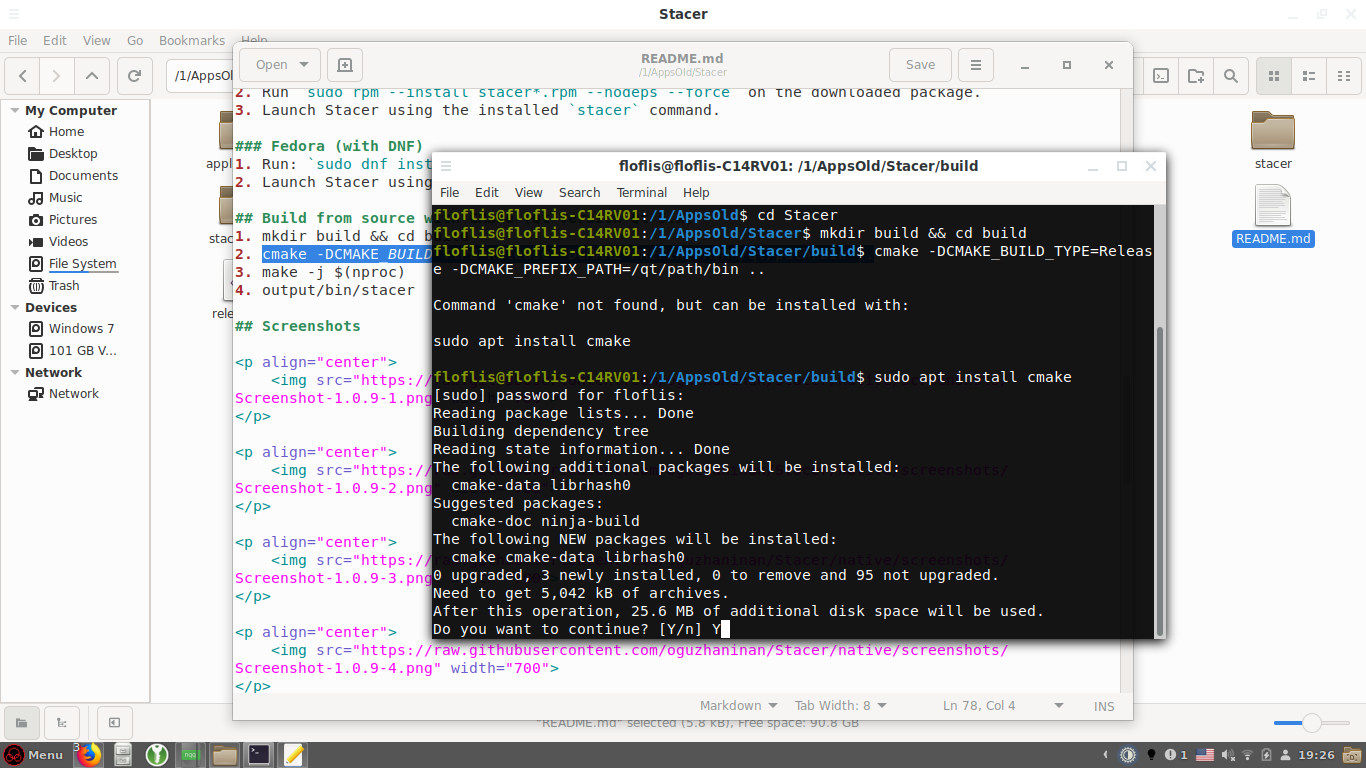 Stacer
File Edit View Go Bookmarks Help
/1/AppsOl
My Computer
Home
Desktop
Documents
Music
Pictures
Videos
File System
Trash
Devices
Windows 7
101 GB V...
Network
Network
appl
stac
rele
stacer
README.md
"README.md" selected (5.8 kB), Free space: 90.8 GB
Open
README.md
/1/AppsOld/Stacer
Save
2. Run `sudo rpm --install stacer*.rpm --nodeps --force` on the downloaded package.
3. Launch Stacer using the installed `stacer` command.
### Fedora (with DNF)
1. Run: `sudo dnf inst
2. Launch Stacer using
## Build from source w
1. mkdir build && cd b
2. cmake -DCMAKE_BUILD
3. make -j $(nproc)
4. output/bin/stacer
## Screenshots
<p align="center">
<img src="https://
Screenshot-1.0.9-1.png
</p>
<p align="center">
<img src="https://
screenshots/
Screenshot-1.0.9-2.png
</p>
<p align="center">
<img src="https://raw.githubusercontent.com/oguzhaninan/Stacer/native/screenshots/
Screenshot-1.0.9-3.png" width="700">
</p>
<p align="center">
<img src="https://raw.githubusercontent.com/oguzhaninan/Stacer/native/screenshots/
Screenshot-1.0.9-4.png" width="700">
</p>
Markdown Tab Width: 8 Ln 78, Col 4 INS
floflis@floflis-C14RV01: /1/AppsOld/Stacer/build
File Edit View Search Terminal Help
floflis@floflis-C14RV01:/1/AppsOld$ cd Stacer
floflis@floflis-C14RV01:/1/AppsOld/Stacer$ mkdir build && cd build
floflis@floflis-C14RV01:/1/AppsOld/Stacer/build$ cmake -DCMAKE_BUILD_TYPE=Releas
e -DCMAKE_PREFIX_PATH=/qt/path/bin ..
Command 'cmake' not found, but can be installed with:
sudo apt install cmake
floflis@floflis-C14RV01:/1/AppsOld/Stacer/build$ sudo apt install cmake
[sudo] password for floflis:
Reading package lists... Done
Building dependency tree
Reading state information... Done
The following additional packages will be installed:
cmake-data librhash0
Suggested packages:
cmake-doc ninja-build
The following NEW packages will be installed:
cmake cmake-data librhash0
0 upgraded, 3 newly installed, 0 to remove and 95 not upgraded.
Need to get 5,042 kB of archives.
After this operation, 25.6 MB of additional disk space will be used.
Do you want to continue? [Y/n] Y
Menu 3 1 19:26